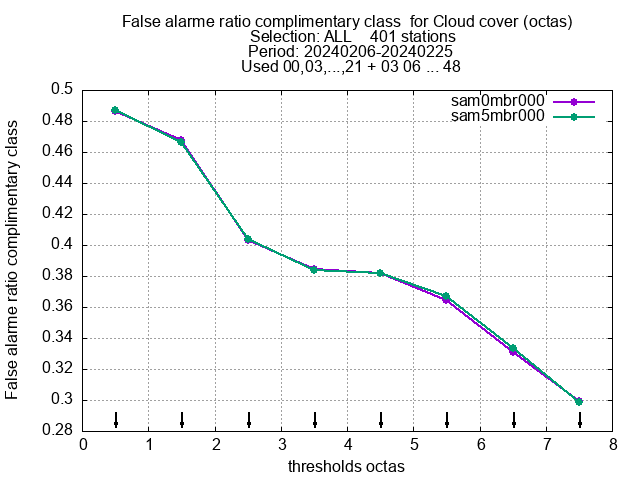 False alarme ratio complimentary class  for Cloud cover (octas)
Selection: ALL    401 stations
Period: 20240206-20240225
Used 00,03,...,21 + 03 06 ... 48
sam0mbr000
sam5mbr000
False alarme ratio complimentary class
0.5
0.48
0.46
0.44
0.42
0.4
0.38
0.36
0.34
0.32
0.3
0.28
0 1 2 3 4 5 6 7 8
thresholds octas